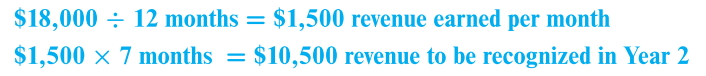 $18,000 ÷ 12 months = $1,500 revenue earned per month
$1,500 × 7 months = $10,500 revenue to be recognized in Year 2